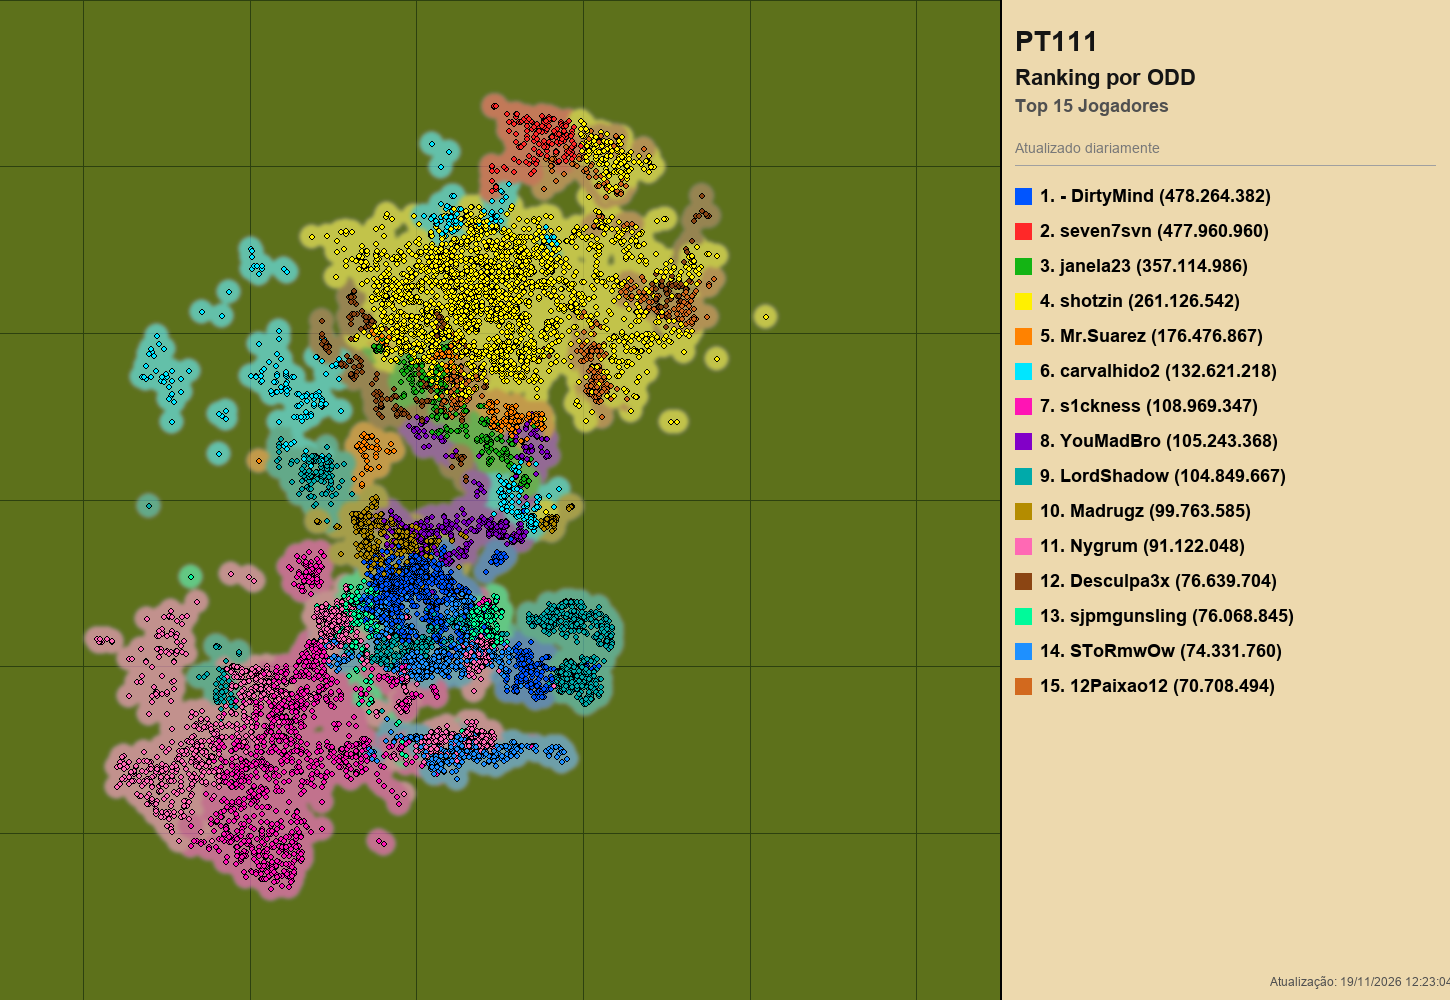 PT111
Ranking por ODD
Top 15 Jogadores
Atualizado diariamente
1. - DirtyMind (478.264.382)
2. seven7svn (477.960.960)
3. janela23 (357.114.986)
4. shotzin (261.126.542)
5. Mr.Suarez (176.476.867)
6. carvalhido2 (132.621.218)
7. s1ckness (108.969.347)
8. YouMadBro (105.243.368)
9. LordShadow (104.849.667)
10. Madrugz (99.763.585)
11. Nygrum (91.122.048)
12. Desculpa3x (76.639.704)
13. sjpmgunsling (76.068.845)
14. SToRmwOw (74.331.760)
15. 12Paixao12 (70.708.494)
Atualização: 19/11/2026 12:23:04